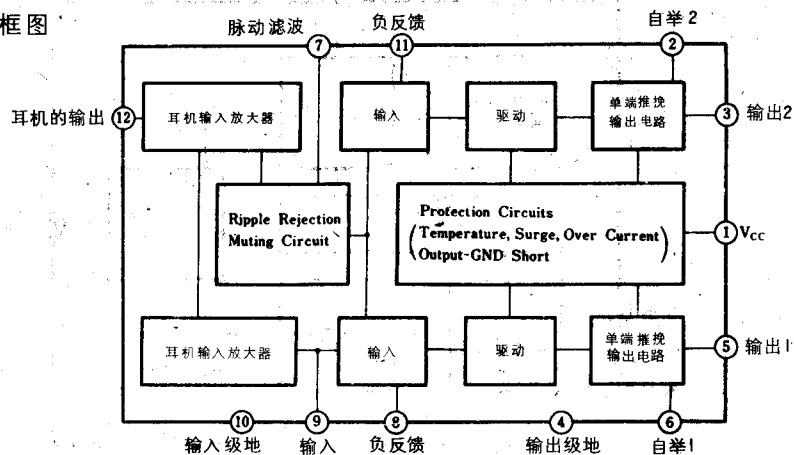 框图
脉动滤波
负反馈
自举2
7
11
2
耳机的输出
12
耳机输入放大器
输入
驱动
单端推挽
输出电路
3
输出2
Ripple Rejection
Muting Circuit
Protection Circuits
(Temperature, Surge, Over Current)
Output-GND Short
1
Vcc
耳机输入放大器
输入
驱动
单端推挽
输出电路
5
输出1
10
9
8
4
6
输入级地
输入
负反馈
输出级地
自举1